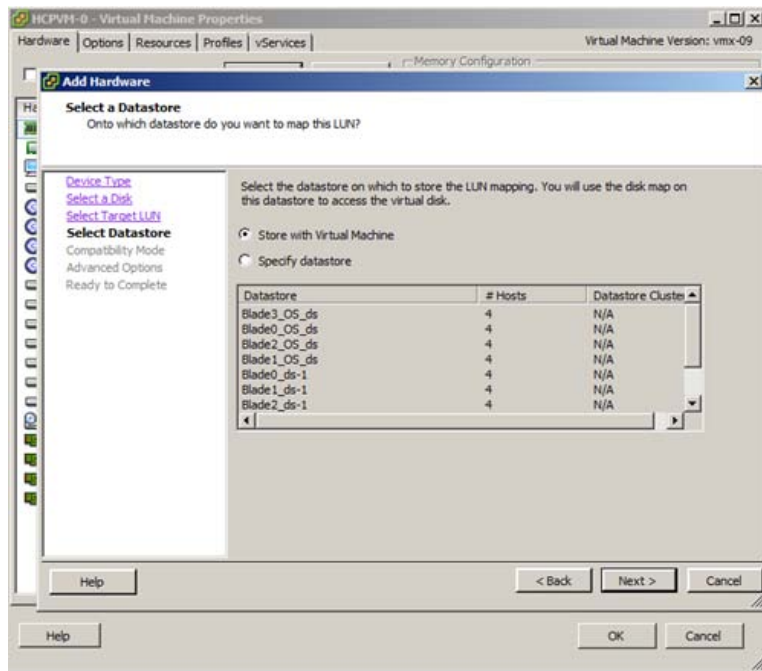 HCPVM-0 - Virtual Machine Properties
Hardware Options Resources Profiles vServices Virtual Machine Version: vmx-09
Memory Configuration
Add Hardware
Select a Datastore
Onto which datastore do you want to map this LUN?
Device Type
Select a Disk
Select Target LUN
Select Datastore
Compatibility Mode
Advanced Options
Ready to Complete
Select the datastore on which to store the LUN mapping. You will use the disk map on
this datastore to access the virtual disk.
Store with Virtual Machine
Specify datastore
Datastore # Hosts Datastore Cluster
Blade3_OS_ds 4 N/A
Blade0_OS_ds 4 N/A
Blade2_OS_ds 4 N/A
Blade1_OS_ds 4 N/A
Blade0_ds-1 4 N/A
Blade1_ds-1 4 N/A
Blade2_ds-1 4 N/A
Help < Back Next > Cancel
Help OK Cancel